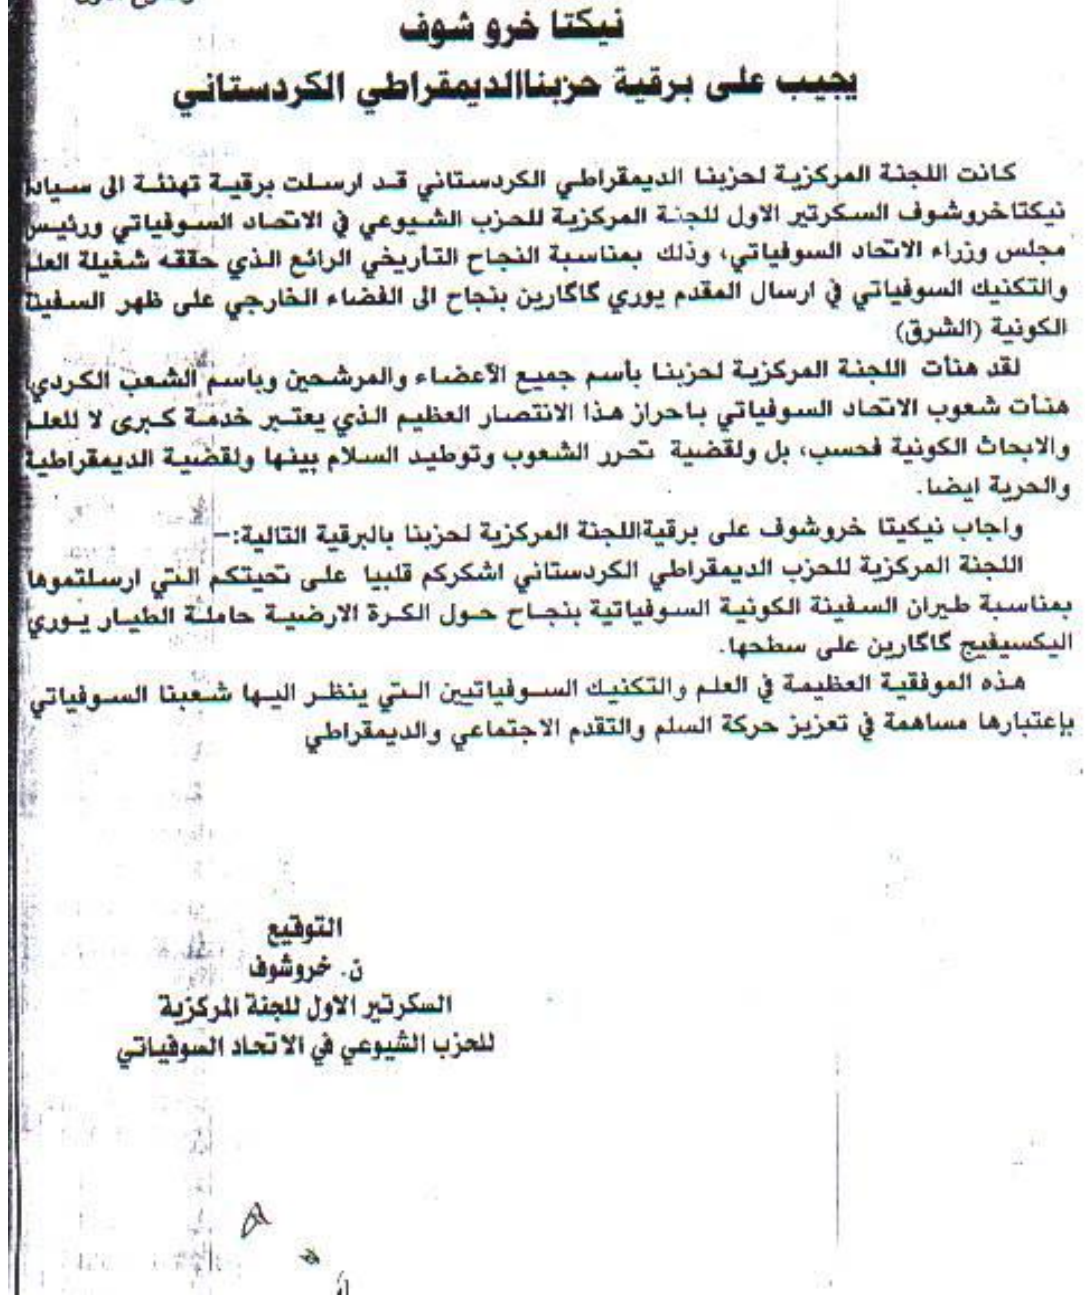 نيكتا خرو شوف
يجيب على برقية حزبناالديمقراطي الكردستاني
كانت اللجنة المركزية لحزبنا الديمقراطي الكردستاني قد ارسلت برقية تهنئة الى سيادة
نيكتاخروشوف السكرتير الاول للجنة المركزية للحزب الشيوعي في الاتحاد السوفياتي ورئيس
مجلس وزراء الاتحاد السوفياتي، وذلك بمناسبة النجاح التأريخي الرائع الذي حققه شغيلة العلم
والتكنيك السوفياتي في ارسال المقدم يوري گاگارين بنجاح الى الفضاء الخارجي على ظهر السفينة
الكونية (الشرق)
لقد هنأت اللجنة المركزية لحزبنا بأسم جميع الآعضاء والمرشحين وباسم الشعب الكردي،
هنأت شعوب الاتحاد السوفياتي باحراز هذا الانتصار العظيم الذي يعتبر خدمة كبرى لا للعلم
والابحاث الكونية فحسب، بل ولقضية تحرر الشعوب وتوطيد السلام بينها ولقضية الديمقراطية
والحرية ايضا.
واجاب نيكيتا خروشوف على برقيةاللجنة المركزية لحزبنا بالبرقية التالية:-
اللجنة المركزية للحزب الديمقراطي الكردستاني اشكركم قلبيا على تحيتكم التي ارسلتموها
بمناسبة طيران السفينة الكونية السوفياتية بنجاح حول الكرة الارضية حاملة الطيار يوري
اليكسيفيج گاگارين على سطحها.
هذه الموفقية العظيمة في العلم والتكنيك السوفياتيين التي ينظر اليها شعبنا السوفياتي
بإعتبارها مساهمة في تعزيز حركة السلم والتقدم الاجتماعي والديمقراطي
التوقيع
ن. خروشوف
السكرتير الاول للجنة المركزية
للحزب الشيوعي في الاتحاد السوفياتي